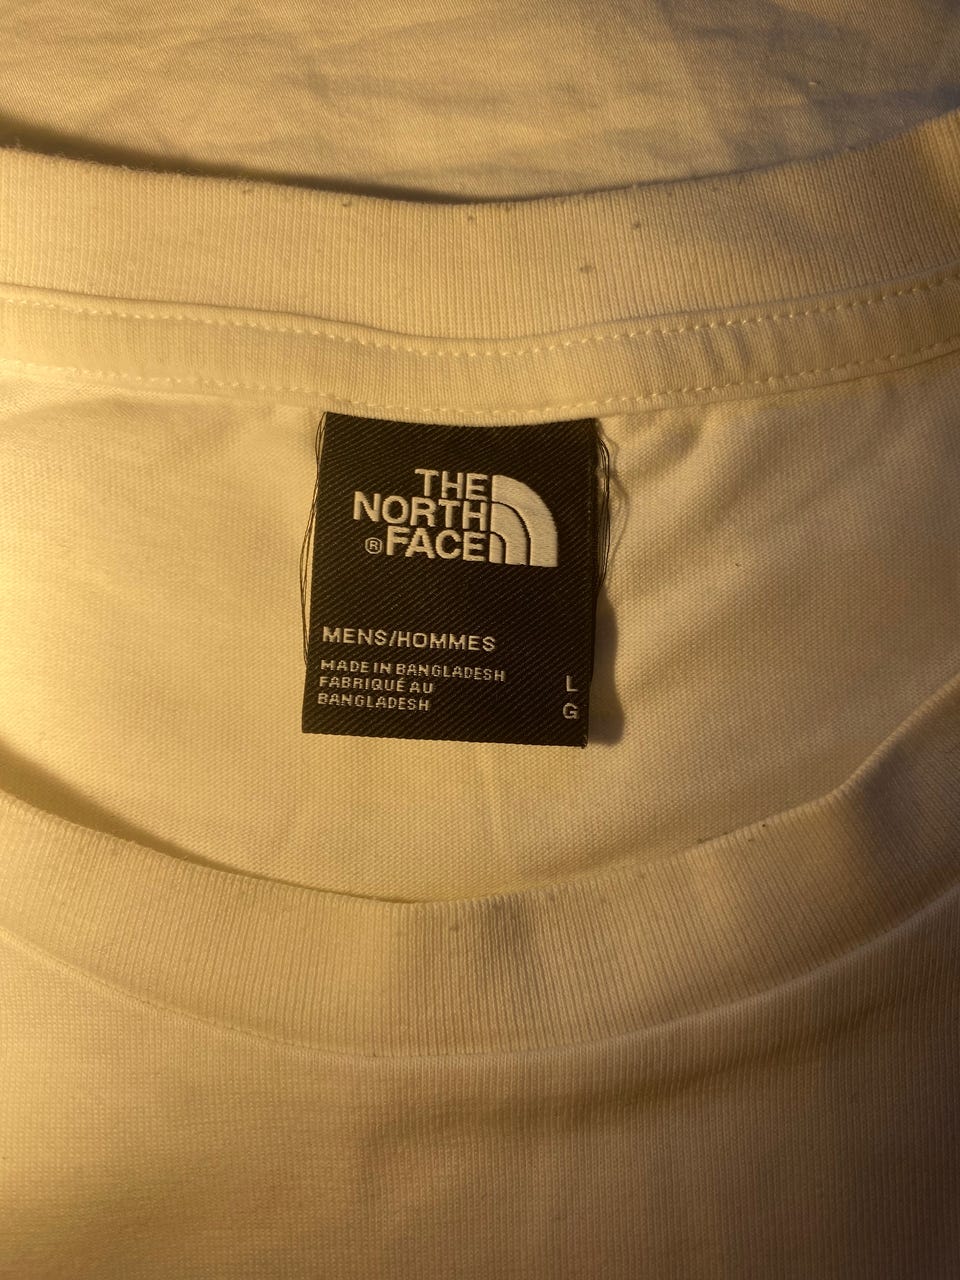 THE
NORTH
®FACE
MENS/HOMMES
MADE IN BANGLADESH
FABRIQUÉ AU
BANGLADESH
L
G